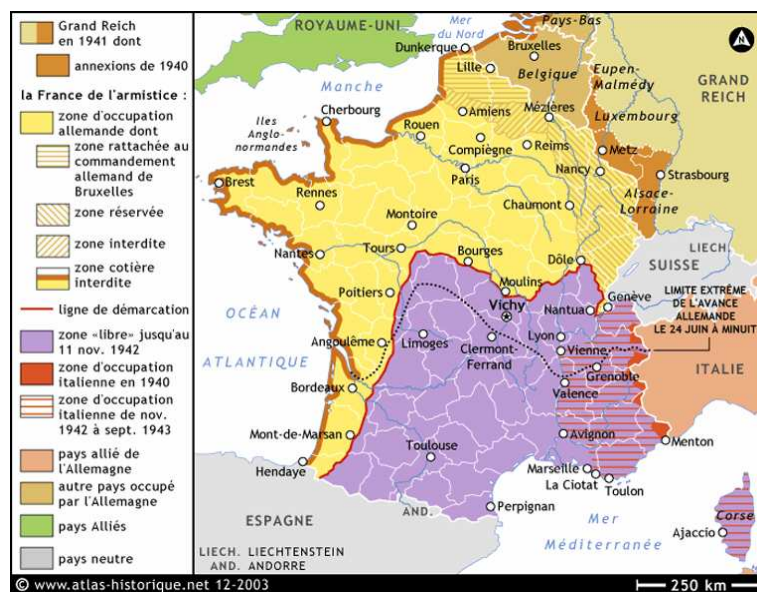 Grand Reich
en 1941 dont
annexions de 1940
la France de l'armistice :
zone d'occupation
allemande dont
zone
rattachée au
commandement
allemand de
Bruxelles
zone réservée
zone interdite
zone cotière
interdite
ligne de démarcation
zone «libre» jusqu'au
11 nov. 1942
zone d'occupation
italienne en 1940
zone d'occupation
italienne de nov.
1942 à sept. 1943
pays allié de
l'Allemagne
autre pays occupé
par l'Allemagne
pays Alliés
pays neutre
ROYAUME-UNI
Mer
du Nord
Pays-Bas
Dunkerque
Bruxelles
Lille
Belgique
Eupen-
Malmédy
GRAND
REICH
Manche
Cherbourg
Iles
Anglo-
normandes
Amiens
Mézières
Luxembourg
Rouen
Compiègne
Reims
Metz
Paris
Nancy
Strasbourg
Alsace-
Lorraine
Brest
Rennes
Chaumont
Montoire
Nantes
Tours
Bourges
Dôle
LIECH.
SUISSE
Moulins
Poitiers
Vichy
Nantua
Genève
LIMITE EXTRÊME
DE L'AVANCE
ALLEMANDE
LE 24 JUIN À MINUIT
OCÉAN
ATLANTIQUE
Angoulême
Limoges
Clermont-
Ferrand
Lyon
Vienne
Grenoble
ITALIE
Bordeaux
Valence
Mont-de-Marsan
Avignon
Menton
Hendaye
Toulouse
Marseille
La Ciotat
Toulon
Perpignan
AND.
ESPAGNE
Mer
Méditerranée
Corse
Ajaccio
LIECH. LIECHTENSTEIN
AND. ANDORRE
© www.atlas-historique.net 12-2003
250 km